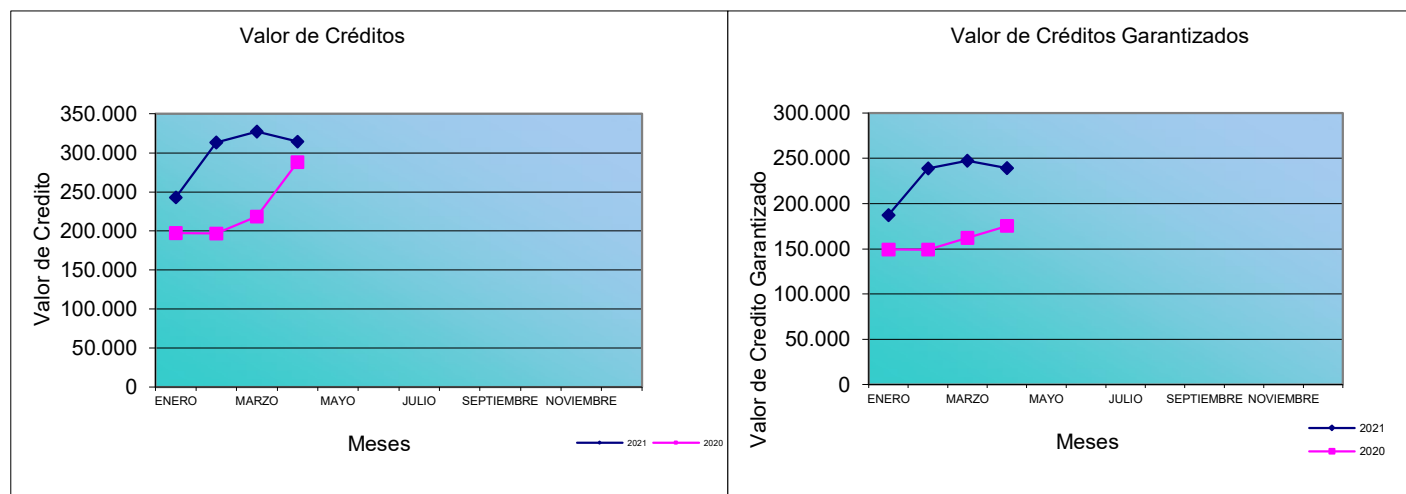 Valor de Créditos
350.000
300.000
250.000
200.000
150.000
100.000
50.000
0
Valor de Credito
ENERO MARZO MAYO JULIO SEPTIEMBRE NOVIEMBRE
Meses
2021 2020
Valor de Créditos Garantizados
300.000
250.000
200.000
150.000
100.000
50.000
0
Valor de Credito Garantizado
ENERO MARZO MAYO JULIO SEPTIEMBRE NOVIEMBRE
Meses
2021
2020